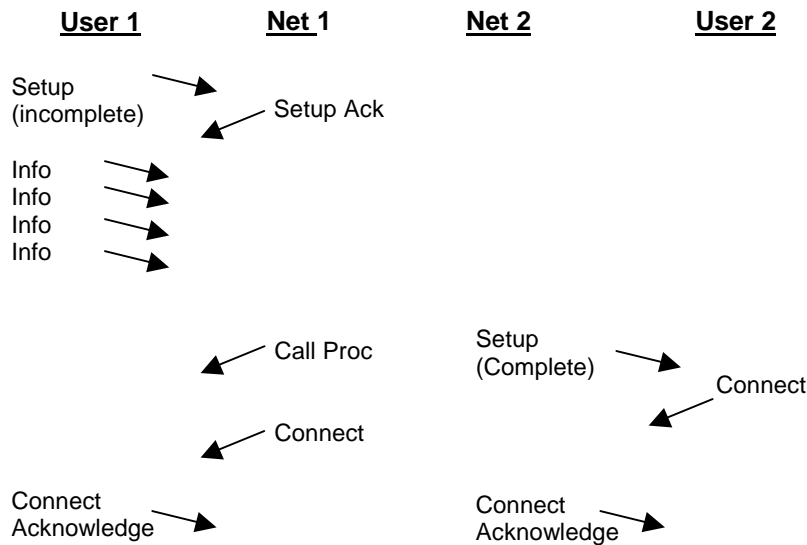 User 1 Net 1 Net 2 User 2
Setup
(incomplete)
Setup Ack
Info
Info
Info
Info
Call Proc
Setup
(Complete)
Connect
Connect
Connect
Acknowledge
Connect
Acknowledge